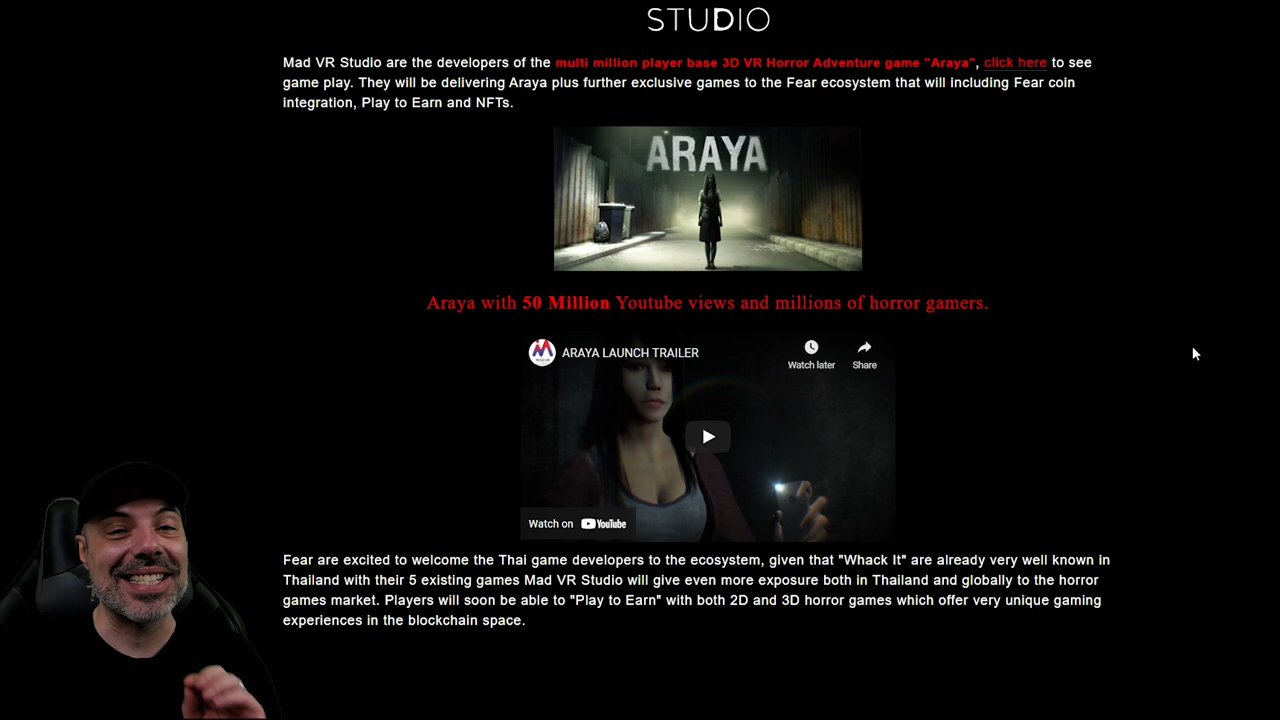 STUDIO
Mad VR Studio are the developers of the multi million player base 3D VR Horror Adventure game "Araya", click here to see
game play. They will be delivering Araya plus further exclusive games to the Fear ecosystem that will including Fear coin
integration, Play to Earn and NFTs.
ARAYA
Araya with 50 Million Youtube views and millions of horror gamers.
ARAYA LAUNCH TRAILER
Watch later
Share
Watch on YouTube
Fear are excited to welcome the Thai game developers to the ecosystem, given that "Whack It" are already very well known in
Thailand with their 5 existing games Mad VR Studio will give even more exposure both in Thailand and globally to the horror
games market. Players will soon be able to "Play to Earn" with both 2D and 3D horror games which offer very unique gaming
experiences in the blockchain space.